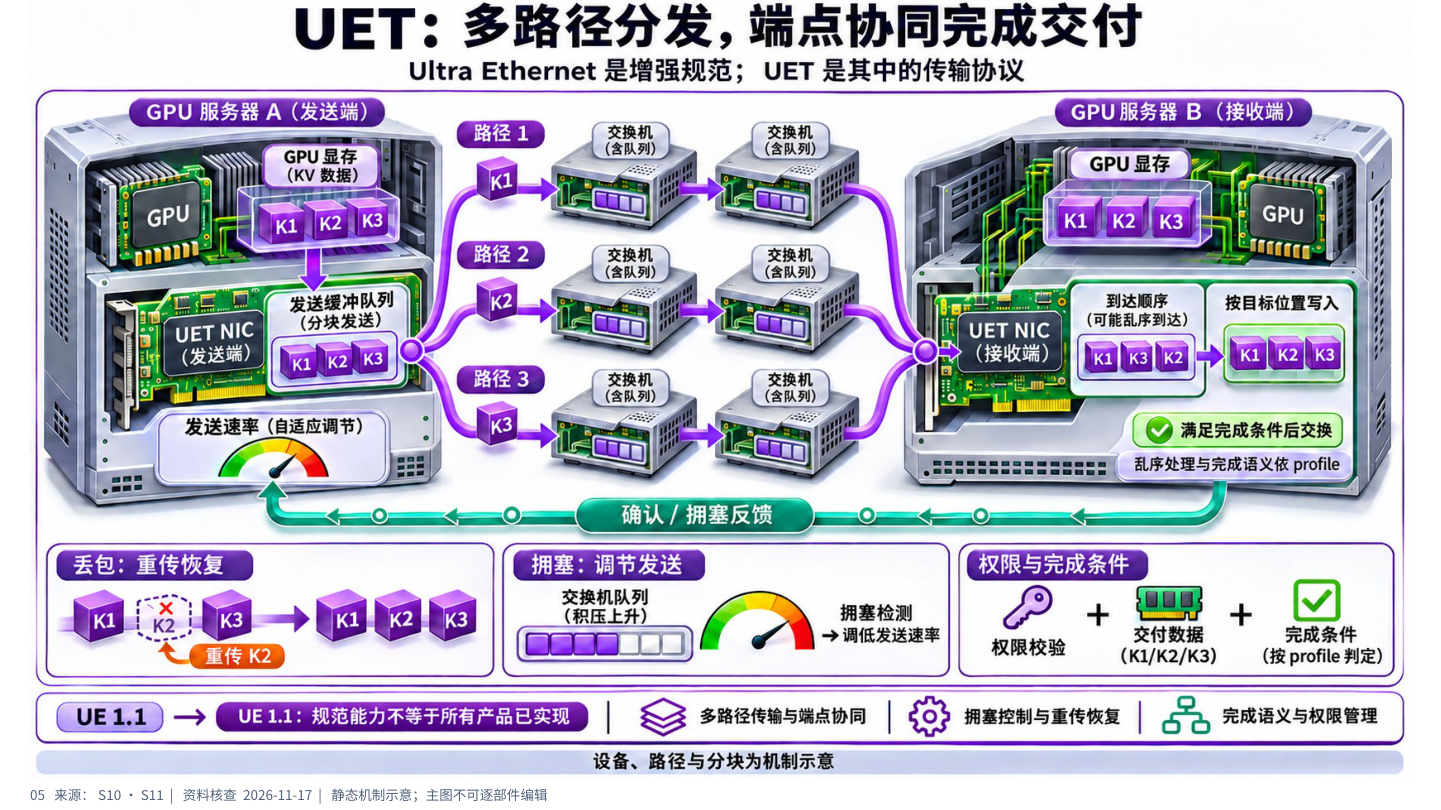 UET：多路径分发，端点协同完成交付
Ultra Ethernet 是增强规范； UET 是其中的传输协议
GPU 服务器 A（发送端）
GPU 显存
（KV 数据）
GPU
K1 K2 K3
UET NIC
（发送端）
发送缓冲队列
（分块发送）
K1 K2 K3
发送速率（自适应调节）
路径 1
K1
交换机
（含队列）
交换机
（含队列）
路径 2
K2
交换机
（含队列）
交换机
（含队列）
路径 3
K3
交换机
（含队列）
交换机
（含队列）
GPU 服务器 B （接收端）
GPU 显存
K1 K2 K3
GPU
UET NIC
（接收端）
到达顺序
（可能乱序到达）
K1 K3 K2
按目标位置写入
K1 K2 K3
满足完成条件后交换
乱序处理与完成语义依 profile
确认 / 拥塞反馈
丢包：重传恢复
K1 K2 K3
K1 K2 K3
重传 K2
拥塞：调节发送
交换机队列
（积压上升）
拥塞检测
→调低发送速率
权限与完成条件
权限校验
+
交付数据
（K1/K2/K3）
+
完成条件
（按 profile 判定）
UE 1.1
UE 1.1：规范能力不等于所有产品已实现
多路径传输与端点协同
拥塞控制与重传恢复
完成语义与权限管理
设备、路径与分块为机制示意
05 来源： S10 · S11 | 资料核查 2026-11-17 | 静态机制示意；主图不可逐部件编辑